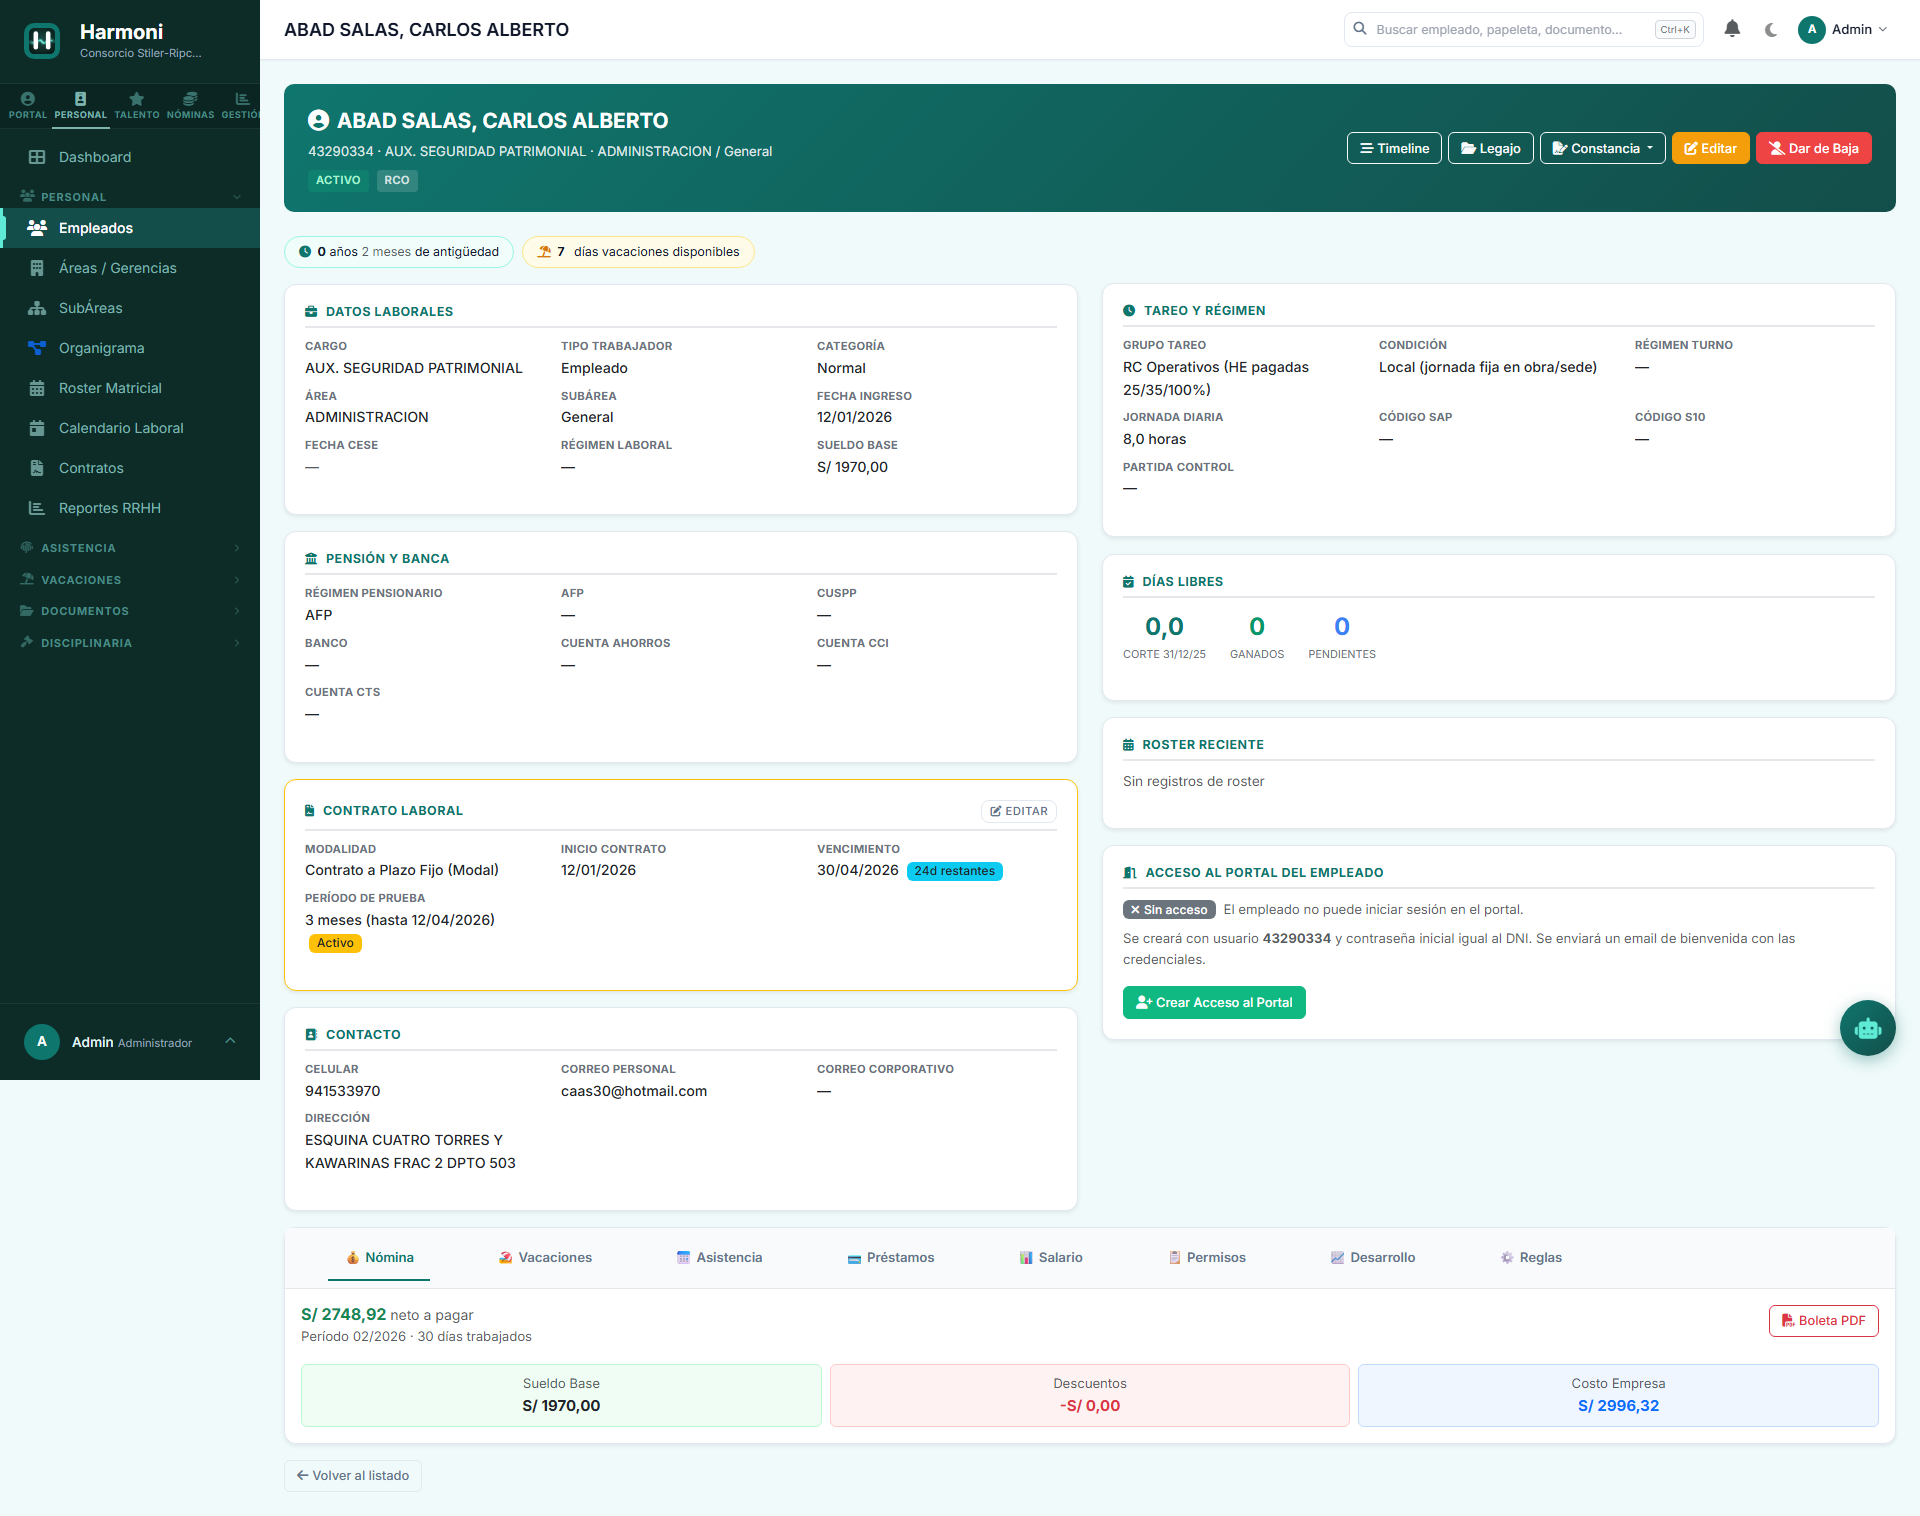 Harmoni
Consorcio Stiler-Ripc...
PORTAL
PERSONAL
TALENTO
NÓMINAS
GESTIÓ
Dashboard
PERSONAL
Empleados
Áreas / Gerencias
SubÁreas
Organigrama
Roster Matricial
Calendario Laboral
Contratos
Reportes RRHH
ASISTENCIA
VACACIONES
DOCUMENTOS
DISCIPLINARIA
A
Admin Administrador
ABAD SALAS, CARLOS ALBERTO
Buscar empleado, papeleta, documento...
Ctrl+K
A
Admin
ABAD SALAS, CARLOS ALBERTO
43290334 · AUX. SEGURIDAD PATRIMONIAL · ADMINISTRACION / General
ACTIVO
RCO
Timeline
Legajo
Constancia
Editar
Dar de Baja
0 años 2 meses de antigüedad
7 días vacaciones disponibles
DATOS LABORALES
CARGO
AUX. SEGURIDAD PATRIMONIAL
TIPO TRABAJADOR
Empleado
CATEGORÍA
Normal
ÁREA
ADMINISTRACION
SUBÁREA
General
FECHA INGRESO
12/01/2026
FECHA CESE
—
RÉGIMEN LABORAL
—
SUELDO BASE
S/ 1970,00
PENSIÓN Y BANCA
RÉGIMEN PENSIONARIO
AFP
AFP
—
CUSPP
—
BANCO
—
CUENTA AHORROS
—
CUENTA CCI
—
CUENTA CTS
—
CONTRATO LABORAL
EDITAR
MODALIDAD
Contrato a Plazo Fijo (Modal)
INICIO CONTRATO
12/01/2026
VENCIMIENTO
30/04/2026 24d restantes
PERÍODO DE PRUEBA
3 meses (hasta 12/04/2026)
Activo
CONTACTO
CELULAR
941533970
CORREO PERSONAL
caas30@hotmail.com
CORREO CORPORATIVO
—
DIRECCIÓN
ESQUINA CUATRO TORRES Y
KAWARINAS FRAC 2 DPTO 503
TAREO Y RÉGIMEN
GRUPO TAREO
RC Operativos (HE pagadas
25/35/100%)
CONDICIÓN
Local (jornada fija en obra/sede)
RÉGIMEN TURNO
—
JORNADA DIARIA
8,0 horas
CÓDIGO SAP
—
CÓDIGO S10
—
PARTIDA CONTROL
—
DÍAS LIBRES
0,0
CORTE 31/12/25
0
GANADOS
0
PENDIENTES
ROSTER RECIENTE
Sin registros de roster
ACCESO AL PORTAL DEL EMPLEADO
Sin acceso El empleado no puede iniciar sesión en el portal.
Se creará con usuario 43290334 y contraseña inicial igual al DNI. Se enviará un email de bienvenida con las
credenciales.
Crear Acceso al Portal
Nómina
Vacaciones
Asistencia
Préstamos
Salario
Permisos
Desarrollo
Reglas
S/ 2748,92 neto a pagar
Período 02/2026 · 30 días trabajados
Boleta PDF
Sueldo Base
S/ 1970,00
Descuentos
-S/ 0,00
Costo Empresa
S/ 2996,32
Volver al listado